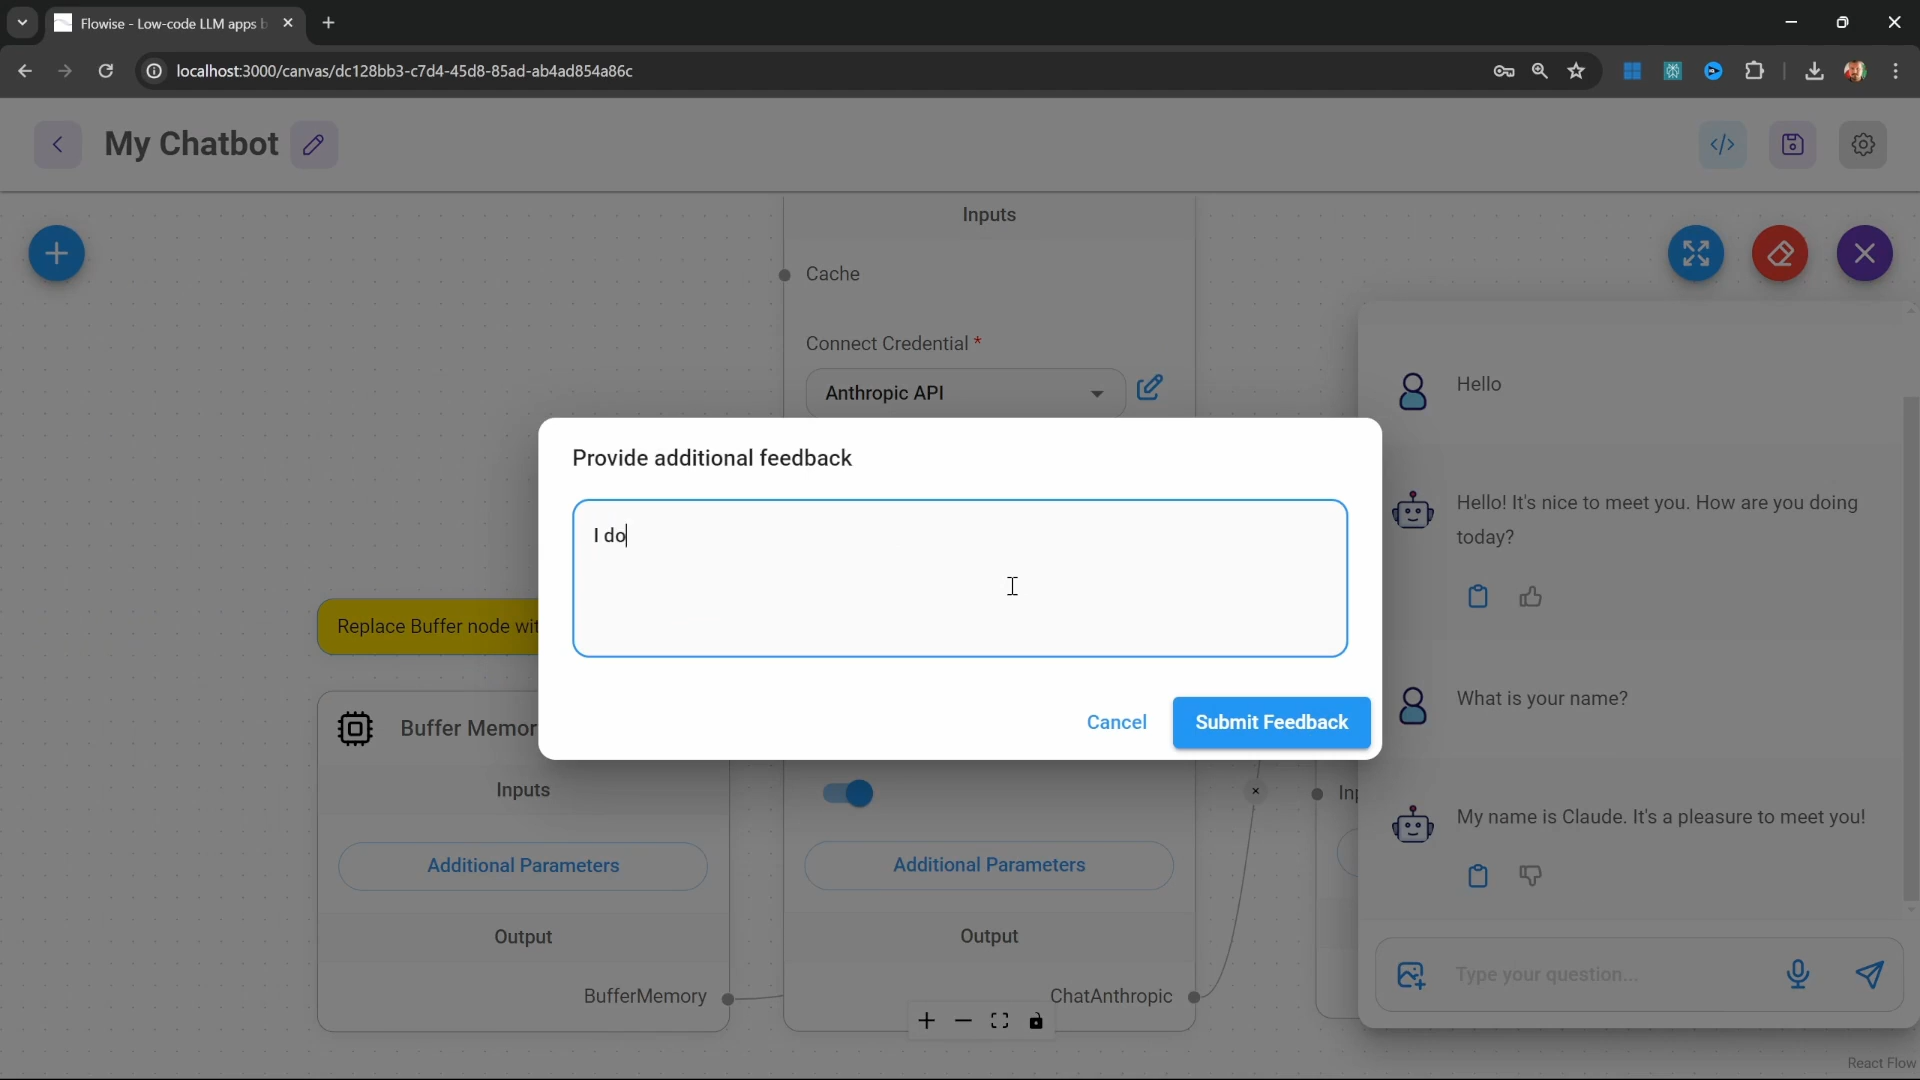 Flowise - Low-code LLM apps b
localhost:3000/canvas/dc128bb3-c7d4-45d8-85ad-ab4ad854a86c
My Chatbot
Inputs
Cache
Connect Credential *
Anthropic API
Provide additional feedback
I do
Cancel
Submit Feedback
Replace Buffer node wit
Buffer Memor
Inputs
Additional Parameters
Output
BufferMemory
Additional Parameters
Output
ChatAnthropic
Inp
Hello
Hello! It's nice to meet you. How are you doing
today?
What is your name?
My name is Claude. It's a pleasure to meet you!
Type your question...
React Flow